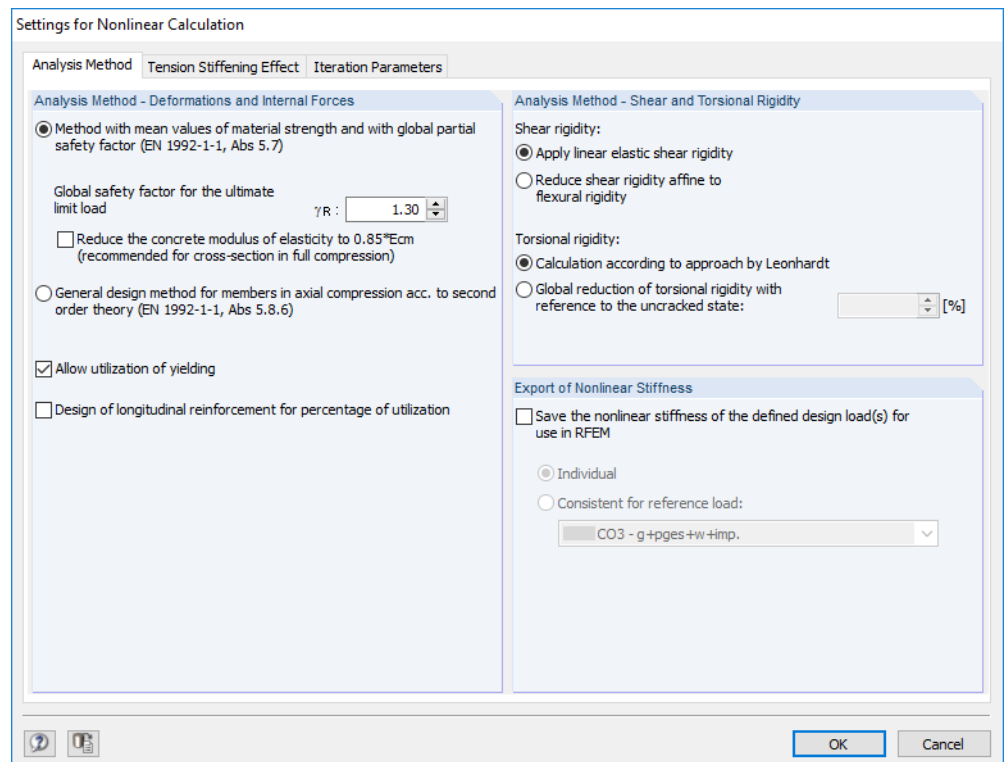 Settings for Nonlinear Calculation
Analysis Method
Tension Stiffening Effect
Iteration Parameters
Analysis Method - Deformations and Internal Forces
Method with mean values of material strength and with global partial
safety factor (EN 1992-1-1, Abs 5.7)
Global safety factor for the ultimate
limit load
γR :
1.30
Reduce the concrete modulus of elasticity to 0.85*Ecm
(recommended for cross-section in full compression)
General design method for members in axial compression acc. to second
order theory (EN 1992-1-1, Abs 5.8.6)
Allow utilization of yielding
Design of longitudinal reinforcement for percentage of utilization
Analysis Method - Shear and Torsional Rigidity
Shear rigidity:
Apply linear elastic shear rigidity
Reduce shear rigidity affine to
flexural rigidity
Torsional rigidity:
Calculation according to approach by Leonhardt
Global reduction of torsional rigidity with
reference to the uncracked state:
[%]
Export of Nonlinear Stiffness
Save the nonlinear stiffness of the defined design load(s) for
use in RFEM
Individual
Consistent for reference load:
CO3 - g+pges+w+imp.
OK
Cancel